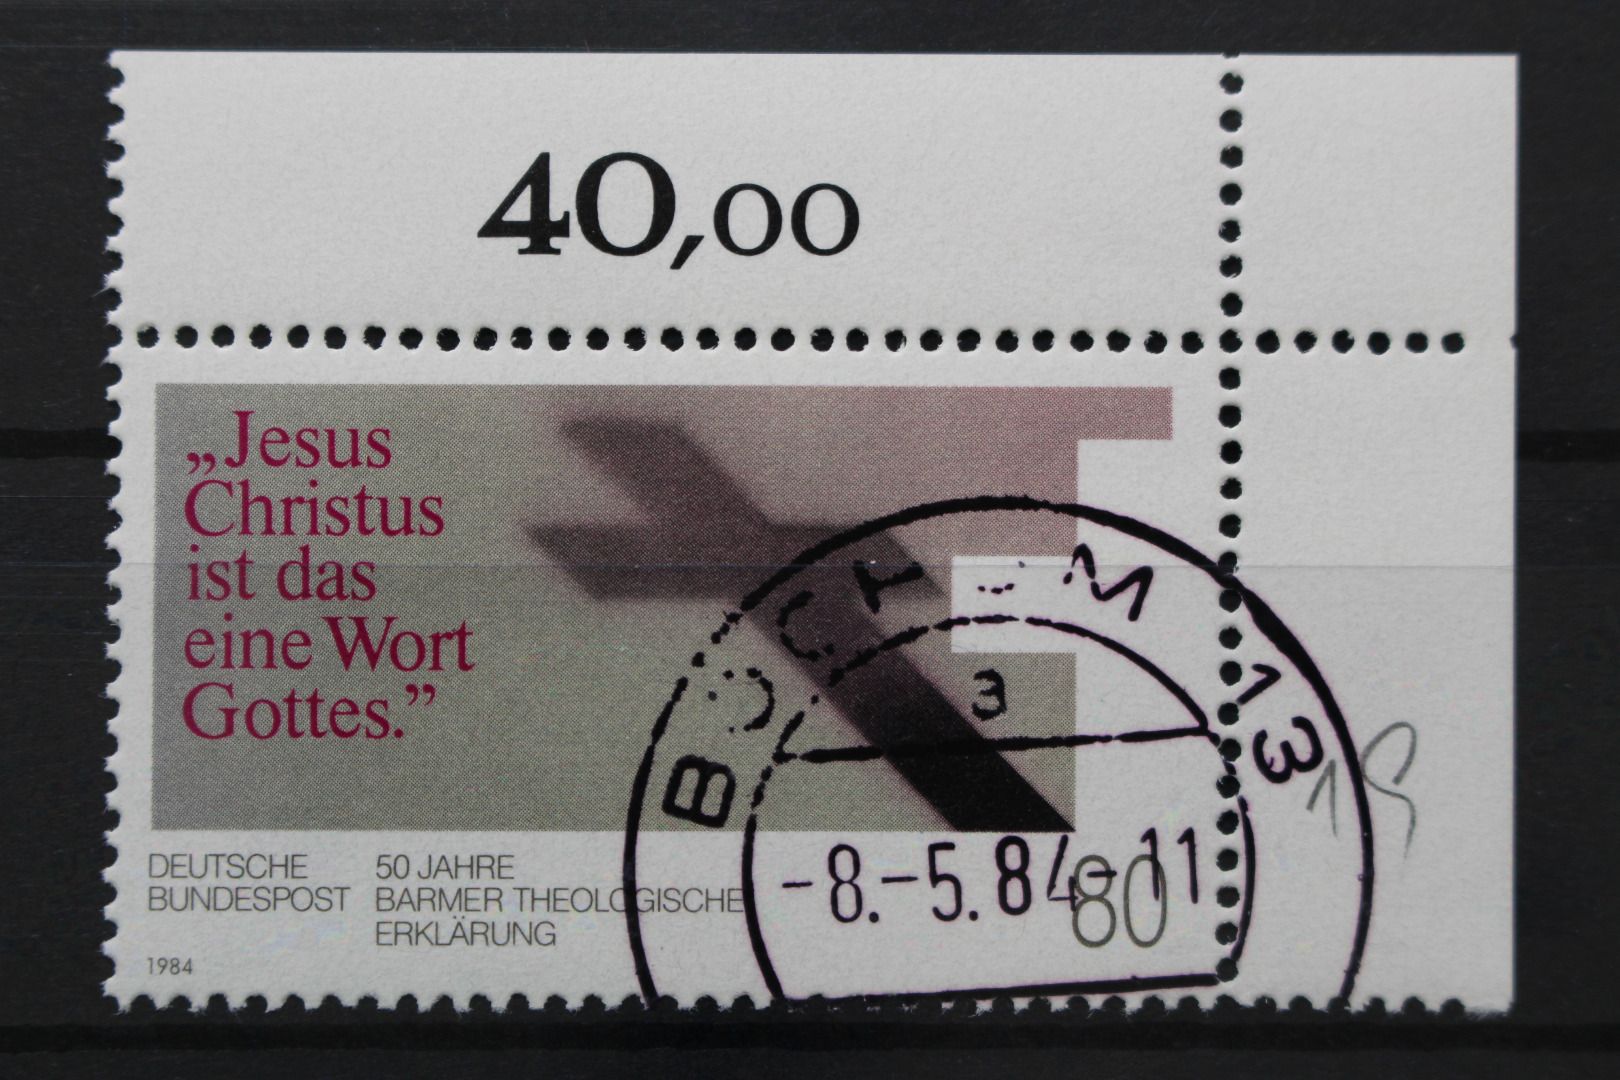 40,00
„Jesus
Christus
ist das
eine Wort
Gottes.”
3
13
-8.-5.84-11
80
DEUTSCHE
BUNDESPOST
50 JAHRE
BARMER THEOLOGISCHE
ERKLÄRUNG
1984